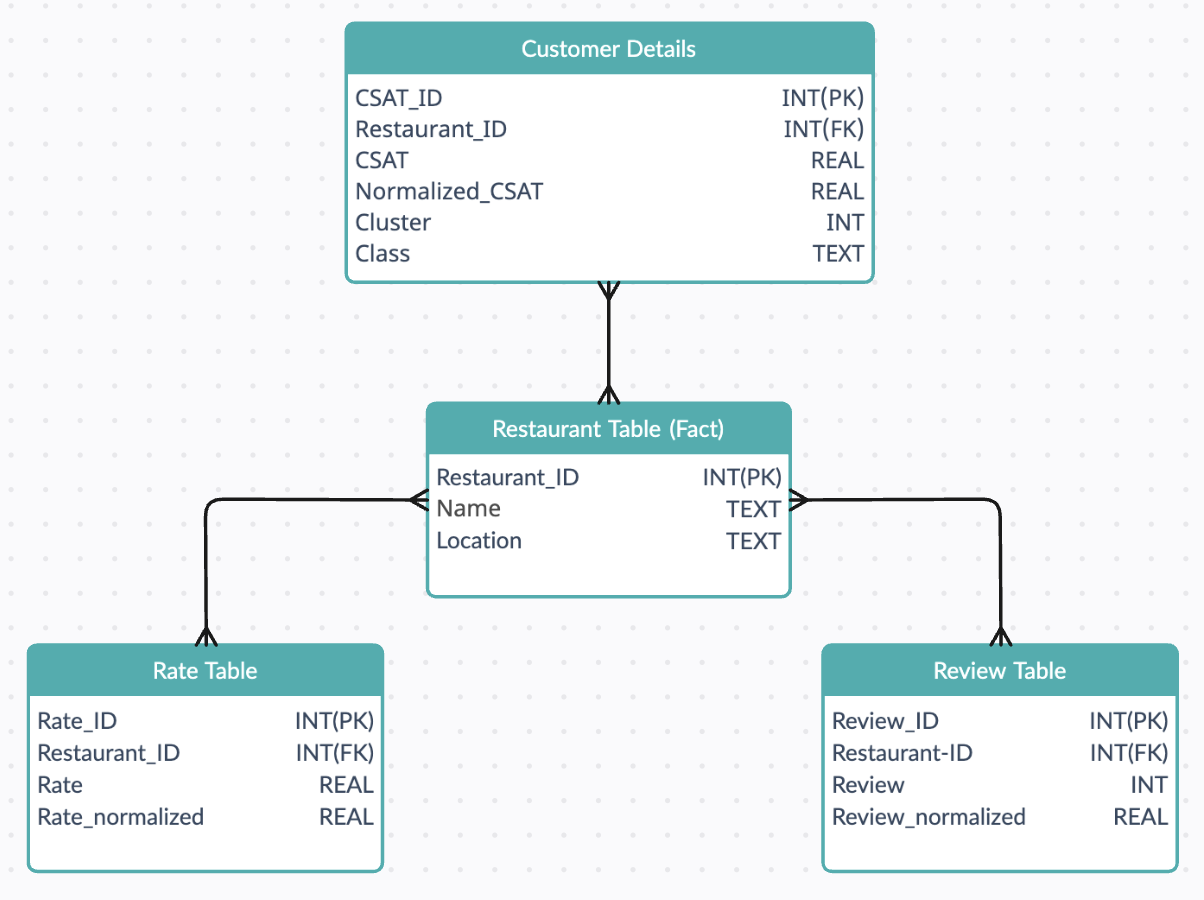 Customer Details
CSAT_ID INT(PK)
Restaurant_ID INT(FK)
CSAT REAL
Normalized_CSAT REAL
Cluster INT
Class TEXT
Restaurant Table (Fact)
Restaurant_ID INT(PK)
Name TEXT
Location TEXT
Rate Table
Rate_ID INT(PK)
Restaurant_ID INT(FK)
Rate REAL
Rate_normalized REAL
Review Table
Review_ID INT(PK)
Restaurant-ID INT(FK)
Review INT
Review_normalized REAL